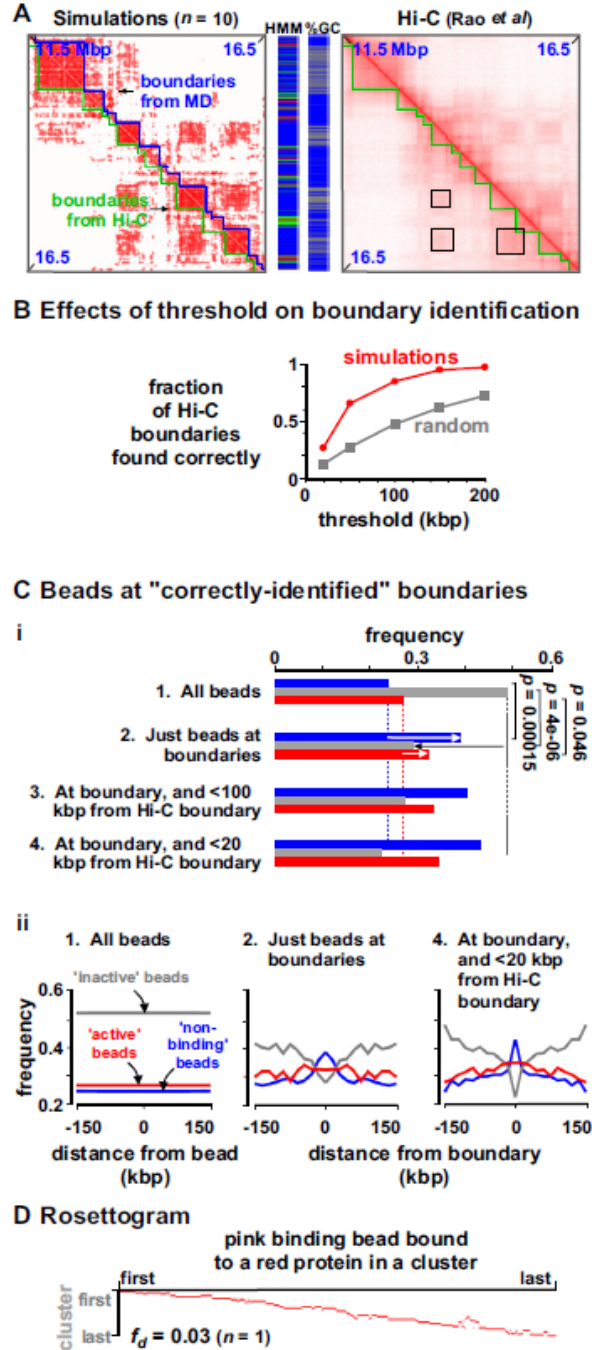 A
Simulations (n = 10)
HMM %GC
Hi-C (Rao et al)
11.5 Mbp
16.5
boundaries
from MD
boundaries
from Hi-C
16.5
11.5 Mbp
16.5
16.5
B Effects of threshold on boundary identification
fraction
of Hi-C
boundaries
found correctly
1
0.5
0
simulations
random
0 100 200
threshold (kbp)
C Beads at "correctly-identified" boundaries
i
frequency
0 0.3 0.6
1. All beads
2. Just beads at
boundaries
3. At boundary, and <100
kbp from Hi-C boundary
4. At boundary, and <20
kbp from Hi-C boundary
p = 0.00015
p = 4e-06
p = 0.046
ii
1. All beads
2. Just beads at
boundaries
4. At boundary,
and <20 kbp
from Hi-C
boundary
frequency
0.6
0.4
0.2
'inactive' beads
'active'
beads
'non-
binding'
beads
-150 0 150
-150 0 150
-150 0 150
distance from bead
(kbp)
distance from boundary
(kbp)
D Rosettogram
pink binding bead bound
to a red protein in a cluster
first last
cluster
first
last
fd = 0.03 (n = 1)